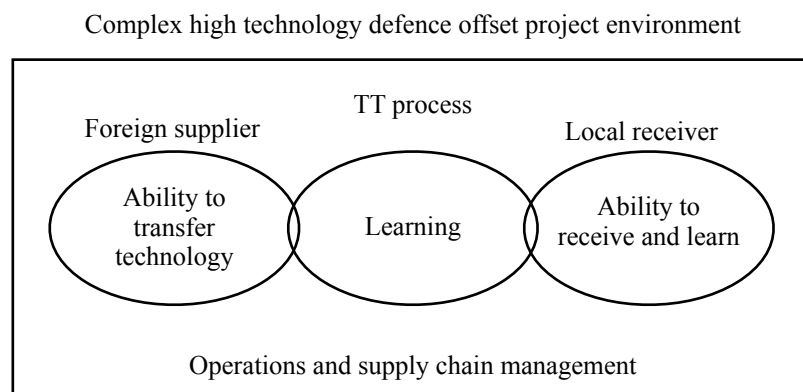 Complex high technology defence offset project environment
TT process
Foreign supplier
Local receiver
Ability to
transfer
technology
Learning
Ability to
receive and learn
Operations and supply chain management